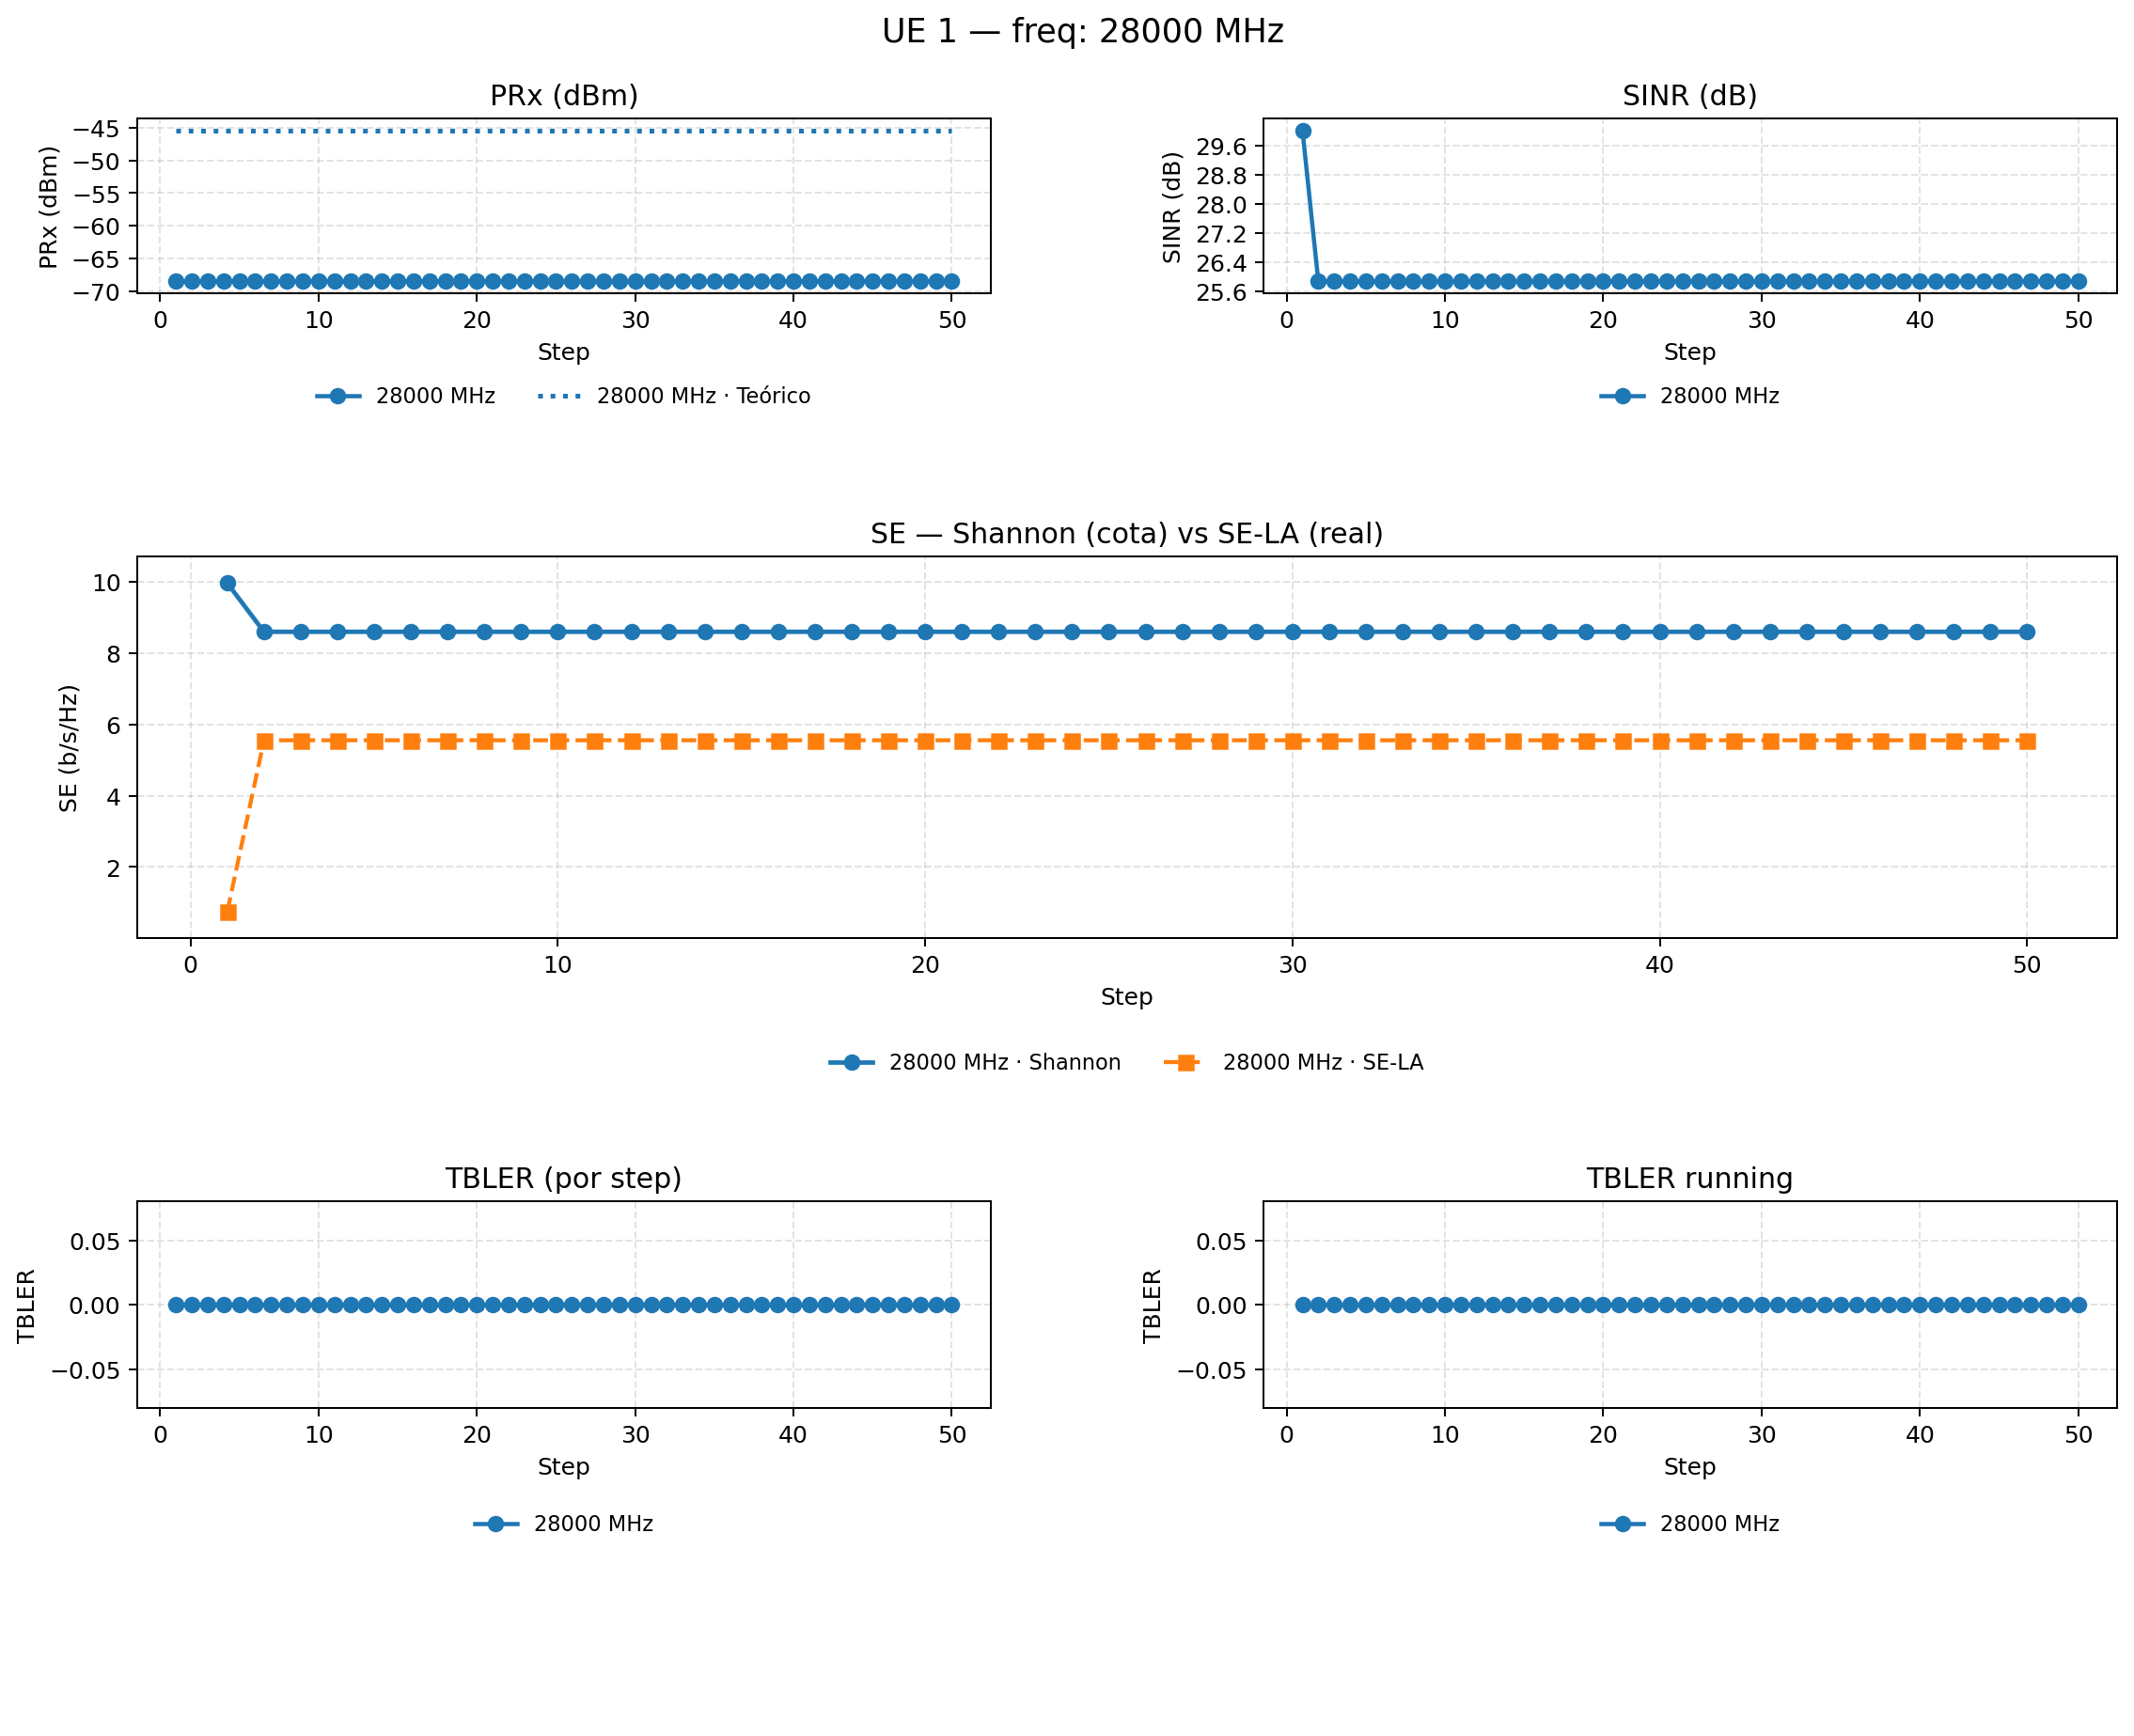 UE 1 — freq: 28000 MHz
PRx (dBm)
PRx (dBm)
−45
−50
−55
−60
−65
−70
0 10 20 30 40 50
Step
28000 MHz 28000 MHz · Teórico
SINR (dB)
SINR (dB)
29.6
28.8
28.0
27.2
26.4
25.6
0 10 20 30 40 50
Step
28000 MHz
SE — Shannon (cota) vs SE-LA (real)
SE (b/s/Hz)
10
8
6
4
2
0 10 20 30 40 50
Step
28000 MHz · Shannon 28000 MHz · SE-LA
TBLER (por step)
TBLER
0.05
0.00
−0.05
0 10 20 30 40 50
Step
28000 MHz
TBLER running
TBLER
0.05
0.00
−0.05
0 10 20 30 40 50
Step
28000 MHz